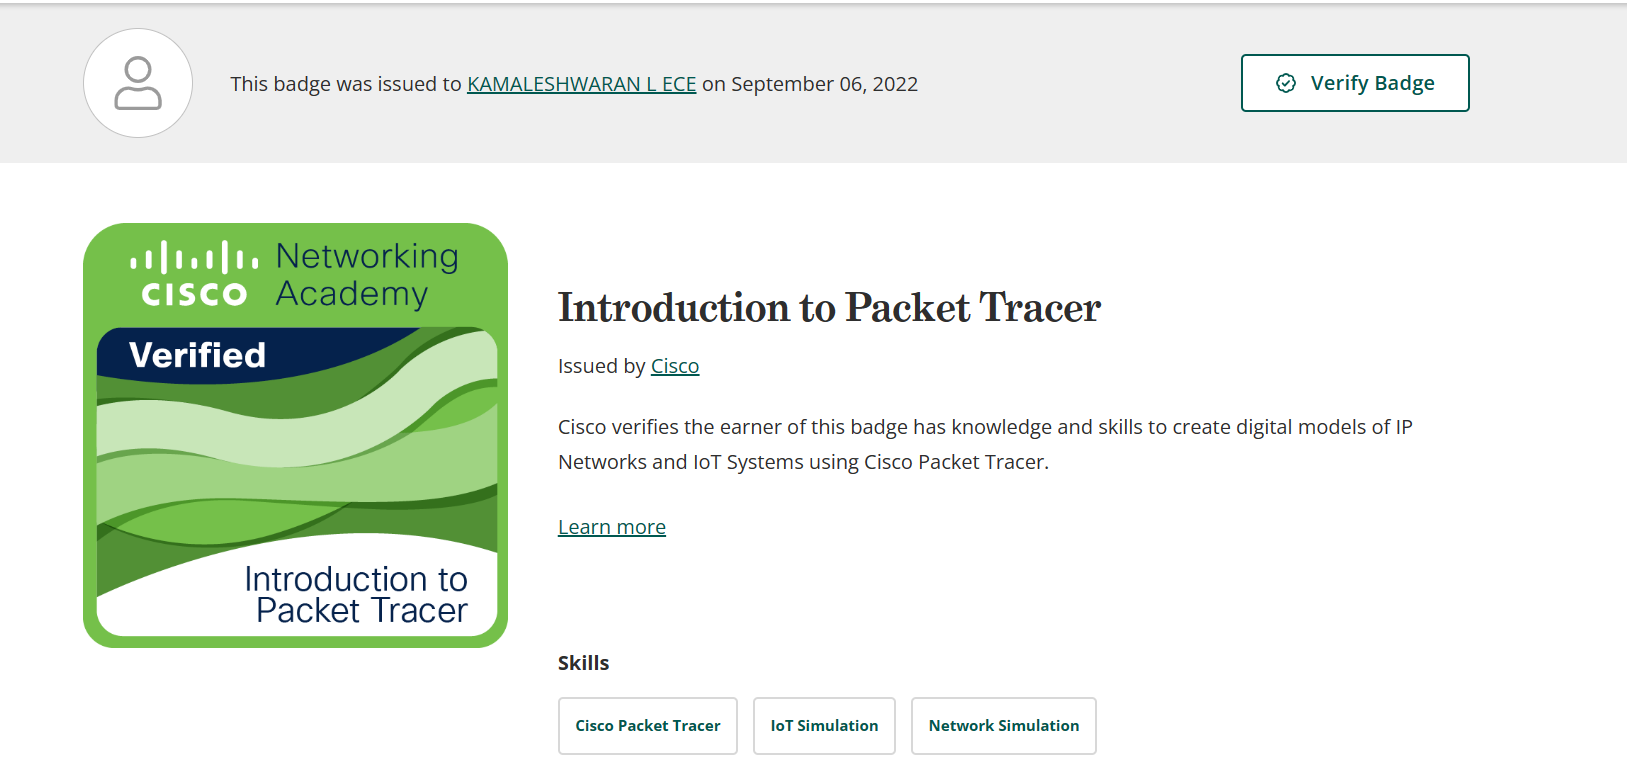 This badge was issued to KAMALESHWARAN L ECE on September 06, 2022
Verify Badge
CISCO Networking
Academy
Verified
Introduction to
Packet Tracer
Introduction to Packet Tracer
Issued by Cisco
Cisco verifies the earner of this badge has knowledge and skills to create digital models of IP
Networks and IoT Systems using Cisco Packet Tracer.
Learn more
Skills
Cisco Packet Tracer
IoT Simulation
Network Simulation